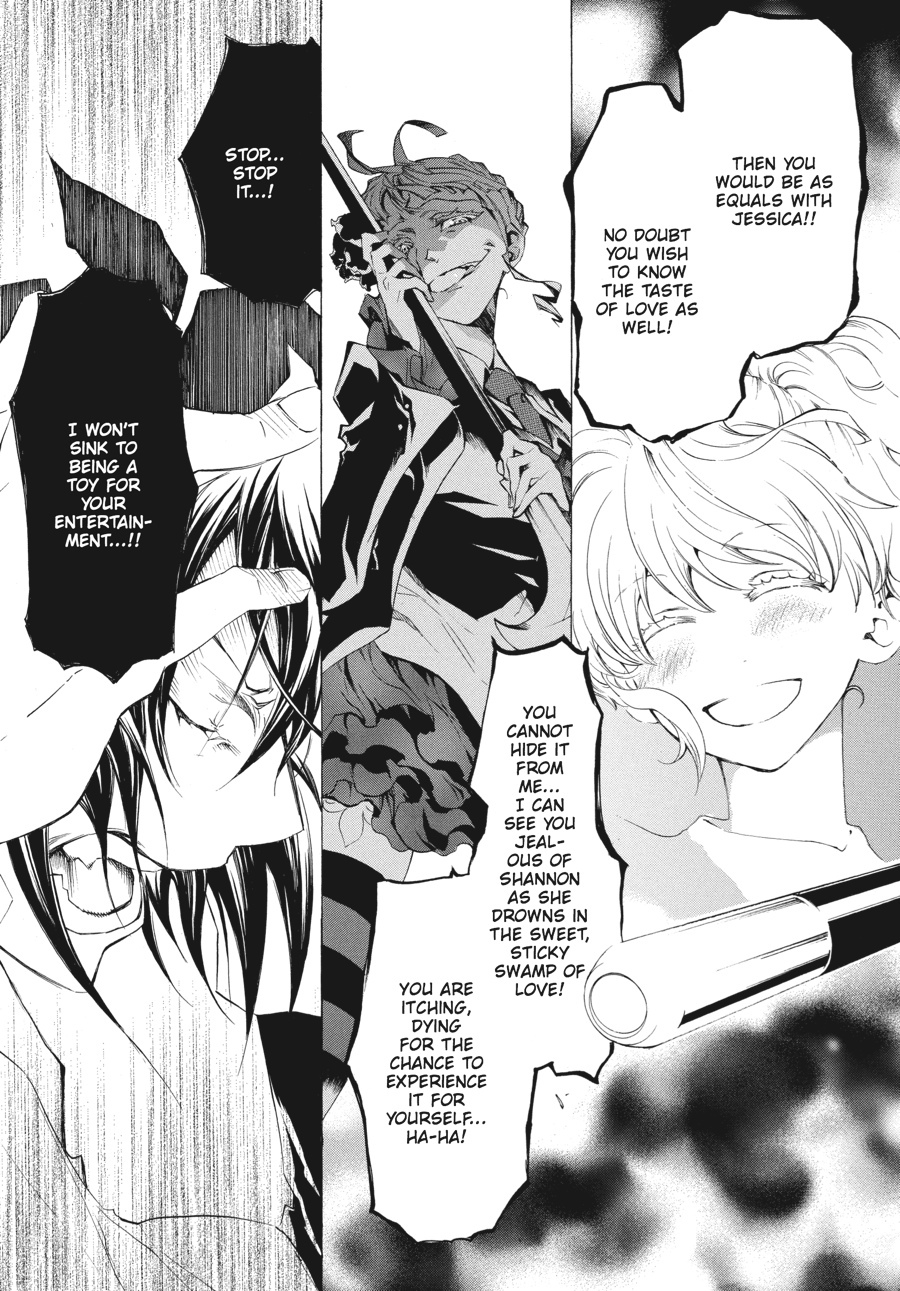 THEN YOU
WOULD BE AS
EQUALS WITH
JESSICA!!
NO DOUBT
YOU WISH
TO KNOW
THE TASTE
OF LOVE AS
WELL!
YOU
CANNOT
HIDE IT
FROM
ME...
I CAN
SEE YOU
JEAL-
OUS OF
SHANNON
AS SHE
DROWNS IN
THE SWEET,
STICKY
SWAMP OF
LOVE!
YOU ARE
ITCHING,
DYING
FOR THE
CHANCE TO
EXPERIENCE
IT FOR
YOURSELF...
HA-HA!
STOP...
STOP
IT...!
I WON'T
SINK TO
BEING A
TOY FOR
YOUR
ENTERTAIN-
MENT...!!